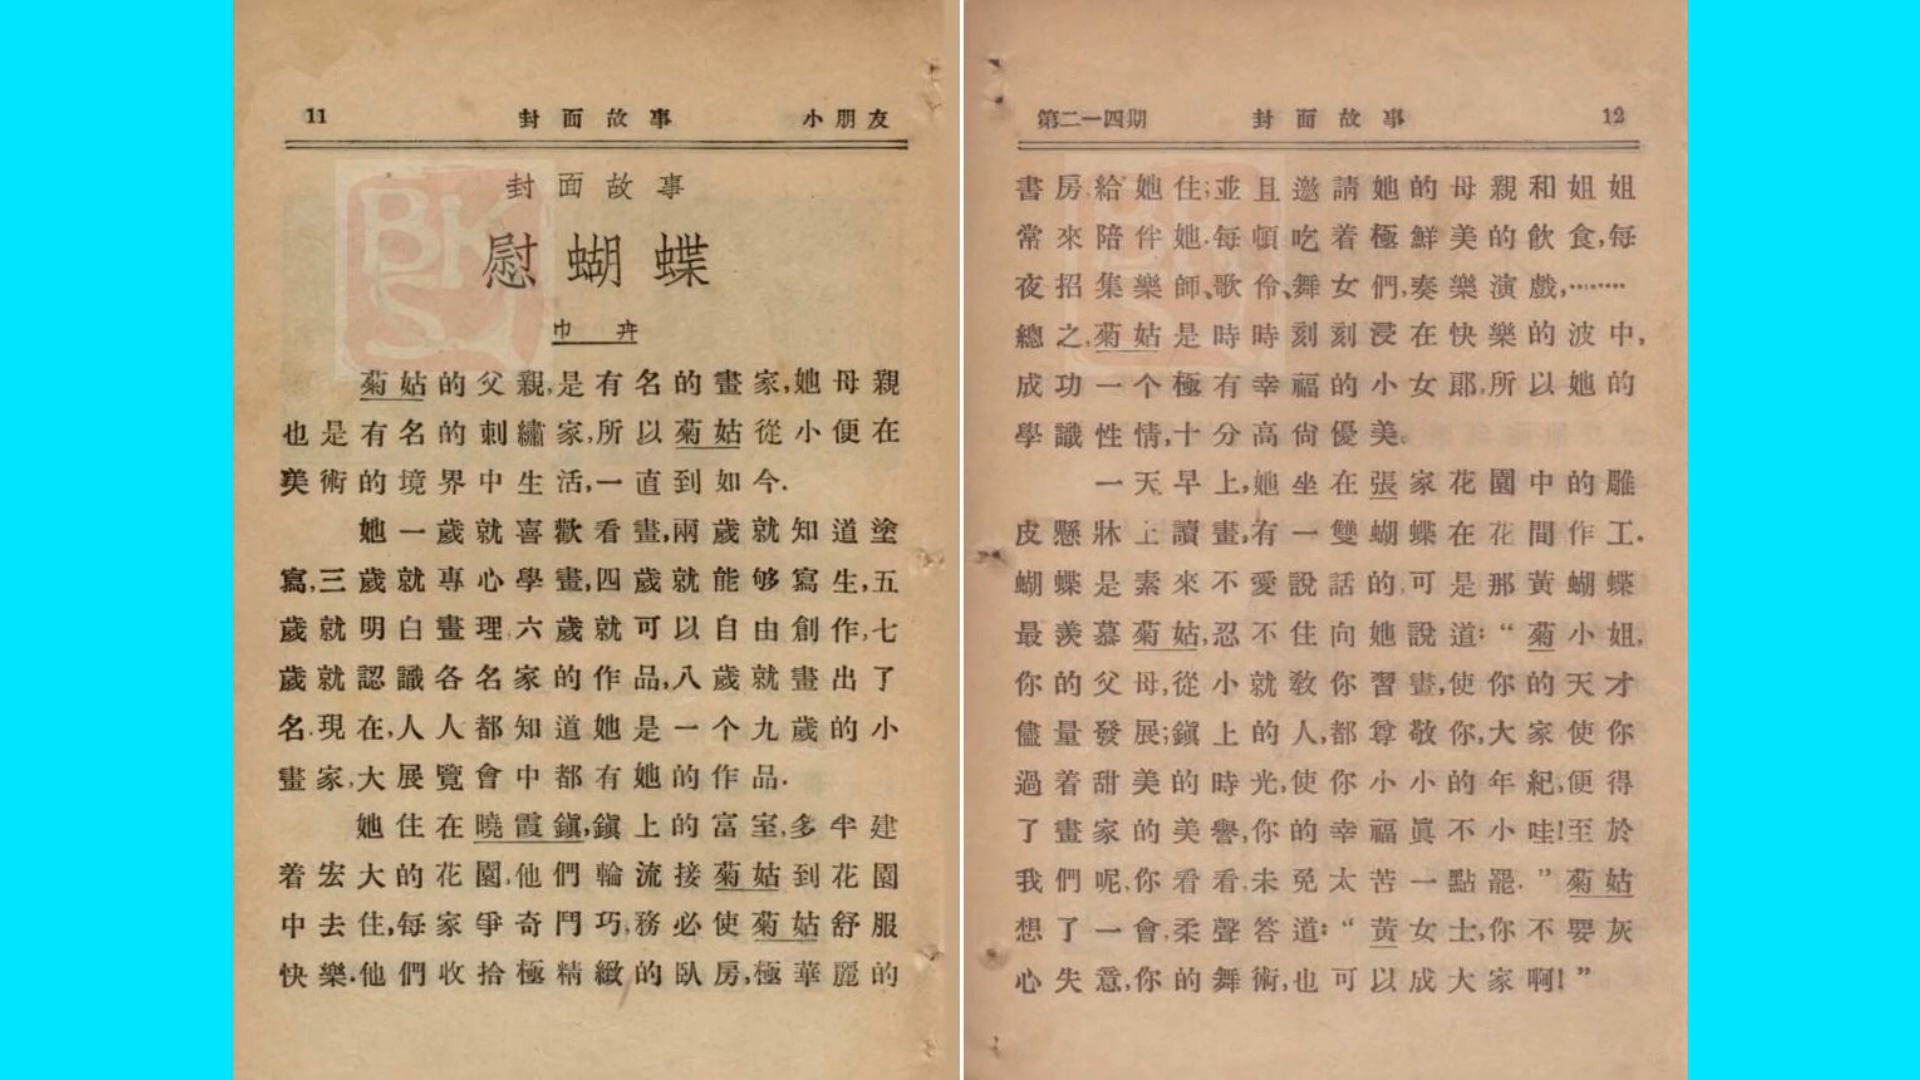 11 封面故事 小朋友
封面故事
慰蝴蝶
巾卉
菊姑的父親,是有名的畫家,她母親
也是有名的刺繡家,所以菊姑從小便在
美術的境界中生活,一直到如今.
她一歲就喜歡看畫,兩歲就知道塗
寫,三歲就專心學畫,四歲就能够寫生,五
歲就明白畫理,六歲就可以自由創作,七
歲就認識各名家的作品,八歲就畫出了
名.現在,人人都知道她是一个九歲的小
畫家,大展覽會中都有她的作品.
她住在曉霞鎭,鎭上的富室,多半建
着宏大的花園,他們輪流接菊姑到花園
中去住,每家爭奇鬥巧,務必使菊姑舒服
快樂.他們收拾極精緻的臥房,極華麗的
第二一四期 封面故事 12
書房給她住;並且邀請她的母親和姐姐
常來陪伴她.每頓吃着極鮮美的飲食,每
夜招集樂師、歌伶、舞女們,奏樂演戲,……
總之,菊姑是時時刻刻浸在快樂的波中,
成功一个極有幸福的小女郎,所以她的
學識性情,十分高尙優美.
一天早上,她坐在張家花園中的雕
皮懸牀上讀畫,有一雙蝴蝶在花間作工.
蝴蝶是素來不愛說話的,可是那黃蝴蝶
最羨慕菊姑,忍不住向她說道:“菊小姐,
你的父母,從小就敎你習畫,使你的天才
儘量發展;鎭上的人,都尊敬你,大家使你
過着甜美的時光,使你小小的年紀,便得
了畫家的美譽,你的幸福眞不小哇!至於
我們呢,你看看,未免太苦一點罷.”菊姑
想了一會,柔聲答道:“黃女士,你不要灰
心失意,你的舞術,也可以成大家啊!”